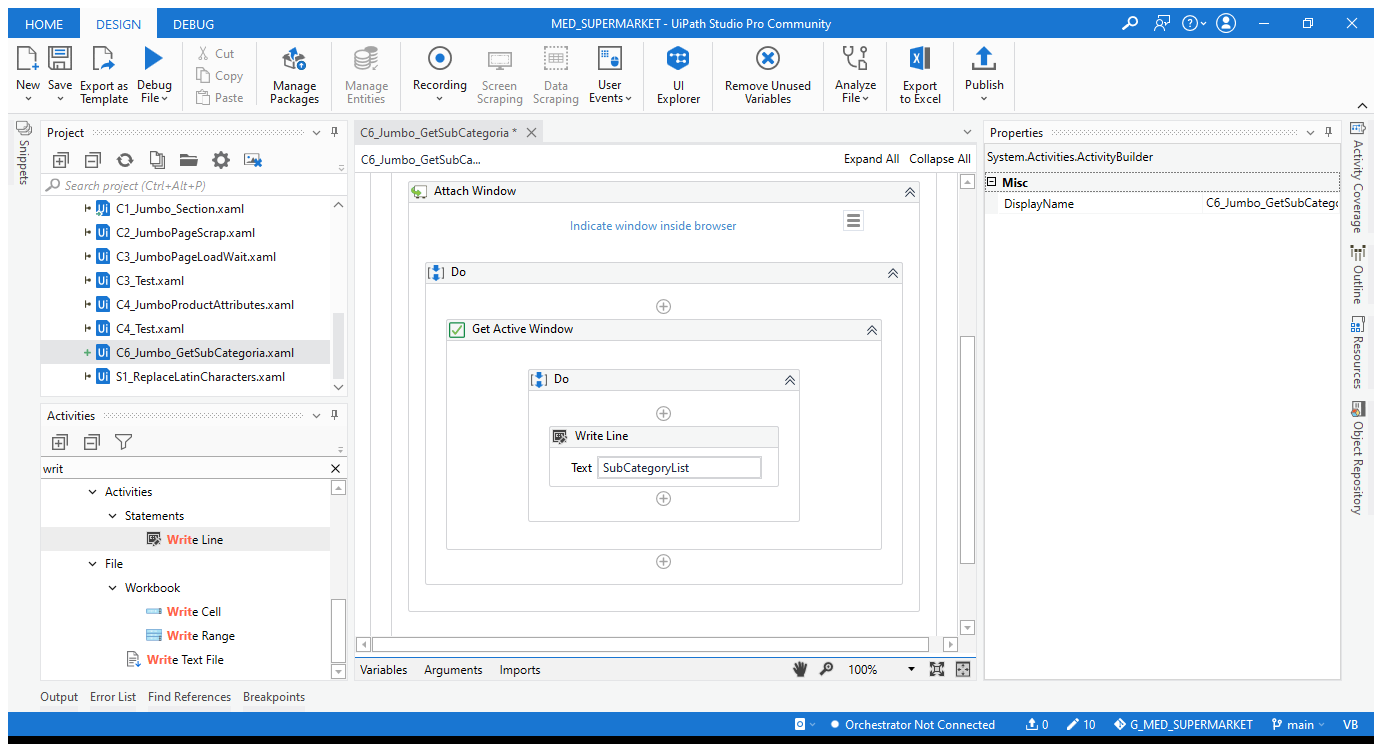 HOME DESIGN DEBUG MED_SUPERMARKET - UiPath Studio Pro Community
New Save Export as Template Debug File Cut Copy Paste Manage Packages Manage Entities Recording Screen Scraping Data Scraping User Events UI Explorer Remove Unused Variables Analyze File Export to Excel Publish
Snippets
Project
Search project (Ctrl+Alt+P)
C1_Jumbo_Section.xaml
C2_JumboPageScrap.xaml
C3_JumboPageLoadWait.xaml
C3_Test.xaml
C4_JumboProductAttributes.xaml
C4_Test.xaml
C6_Jumbo_GetSubCategoria.xaml
S1_ReplaceLatinCharacters.xaml
Activities
writ
Activities
Statements
Write Line
File
Workbook
Write Cell
Write Range
Write Text File
Output Error List Find References Breakpoints
C6_Jumbo_GetSubCategoria *
C6_Jumbo_GetSubCa... Expand All Collapse All
Attach Window
Indicate window inside browser
Do
Get Active Window
Do
Write Line
Text SubCategoryList
Variables Arguments Imports 100%
Properties
System.Activities.ActivityBuilder
Misc
DisplayName C6_Jumbo_GetSubCatego
Activity Coverage
Outline
Resources
Object Repository
Orchestrator Not Connected 0 10 G_MED_SUPERMARKET main VB